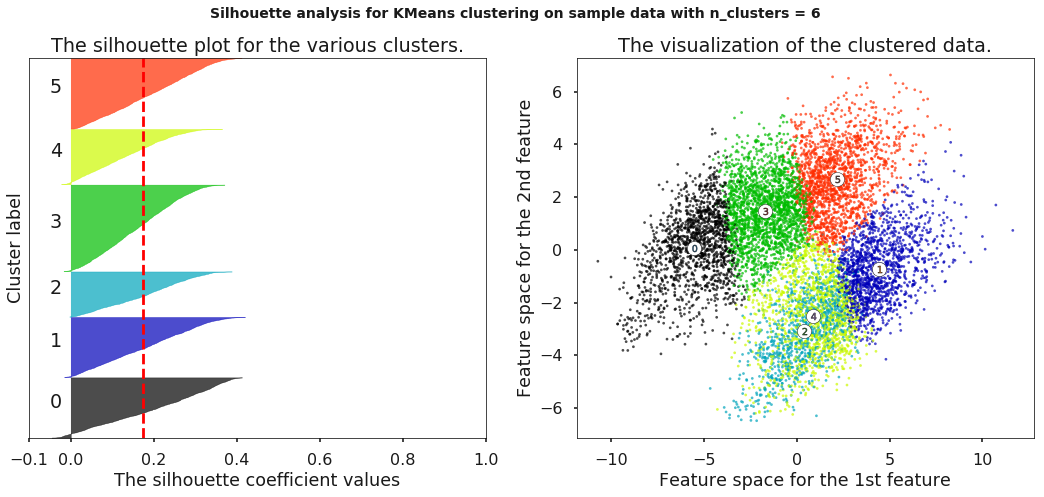 Silhouette analysis for KMeans clustering on sample data with n_clusters = 6
The silhouette plot for the various clusters.
Cluster label
5
4
3
2
1
0
−0.1 0.0 0.2 0.4 0.6 0.8 1.0
The silhouette coefficient values
The visualization of the clustered data.
Feature space for the 2nd feature
6
4
2
0
−2
−4
−6
5
3
0
1
4
2
−10 −5 0 5 10
Feature space for the 1st feature